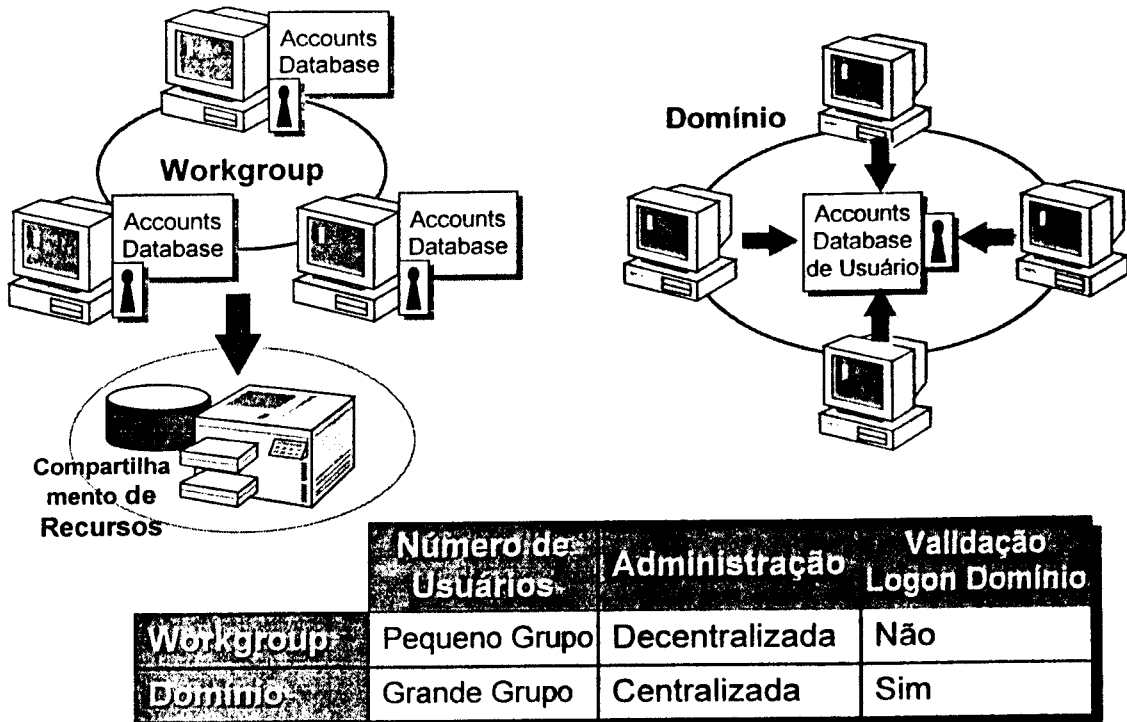 Accounts
Database
Workgroup
Accounts
Database
Accounts
Database
Compartilha
mento de
Recursos
Domínio
Accounts
Database
de Usuário
Número de
Usuários
Administração
Validação
Logon Domínio
Workgroup
Pequeno Grupo
Decentralizada
Não
Domínio
Grande Grupo
Centralizada
Sim